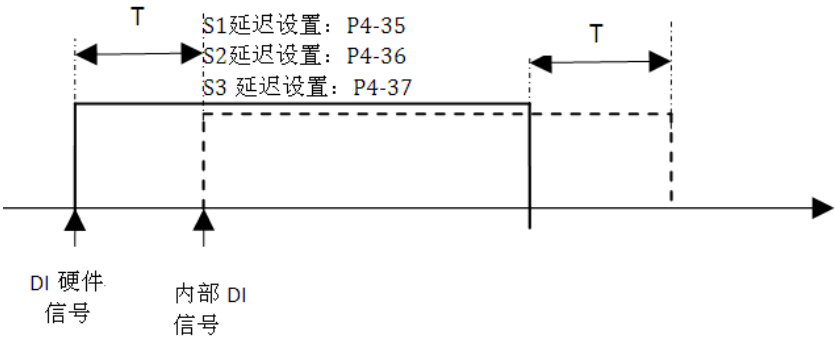 T
S1延迟设置：P4-35
S2延迟设置：P4-36
S3 延迟设置：P4-37
T
DI 硬件
信号
内部 DI
信号